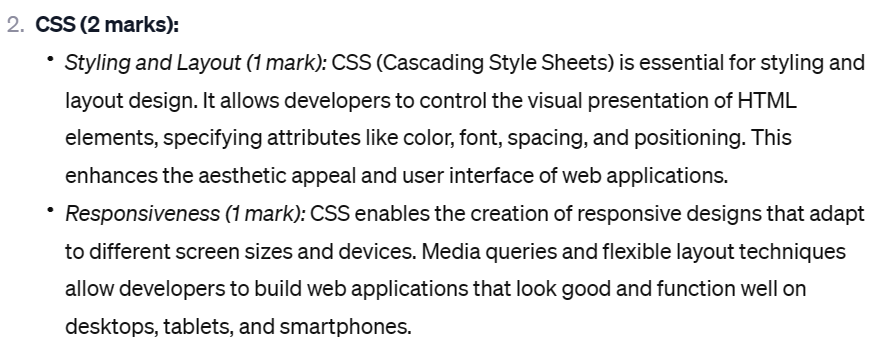 2. CSS (2 marks):
• Styling and Layout (1 mark): CSS (Cascading Style Sheets) is essential for styling and
layout design. It allows developers to control the visual presentation of HTML
elements, specifying attributes like color, font, spacing, and positioning. This
enhances the aesthetic appeal and user interface of web applications.
• Responsiveness (1 mark): CSS enables the creation of responsive designs that adapt
to different screen sizes and devices. Media queries and flexible layout techniques
allow developers to build web applications that look good and function well on
desktops, tablets, and smartphones.